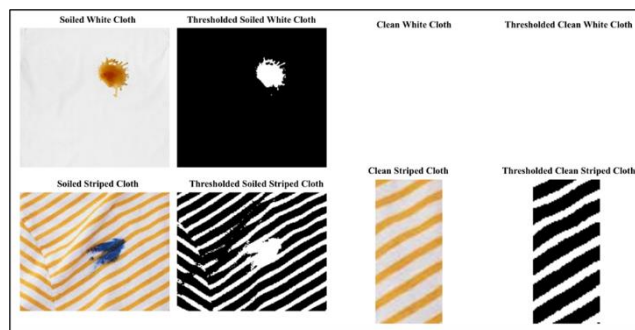 Soiled White Cloth
Thresholded Soiled White Cloth
Clean White Cloth
Thresholded Clean White Cloth
Soiled Striped Cloth
Thresholded Soiled Striped Cloth
Clean Striped Cloth
Thresholded Clean Striped Cloth